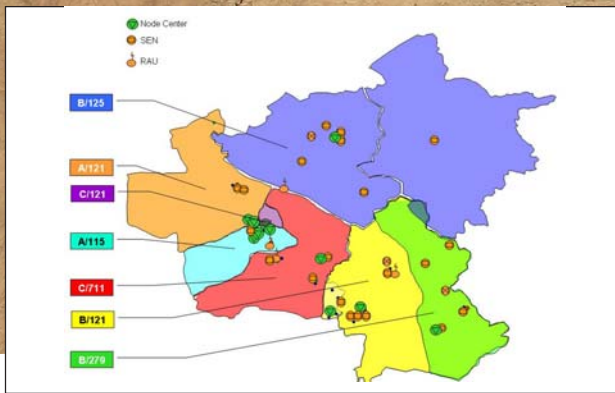 Node Center
SEN
RAU
B/125
A/121
C/121
A/115
C/711
B/121
B/279